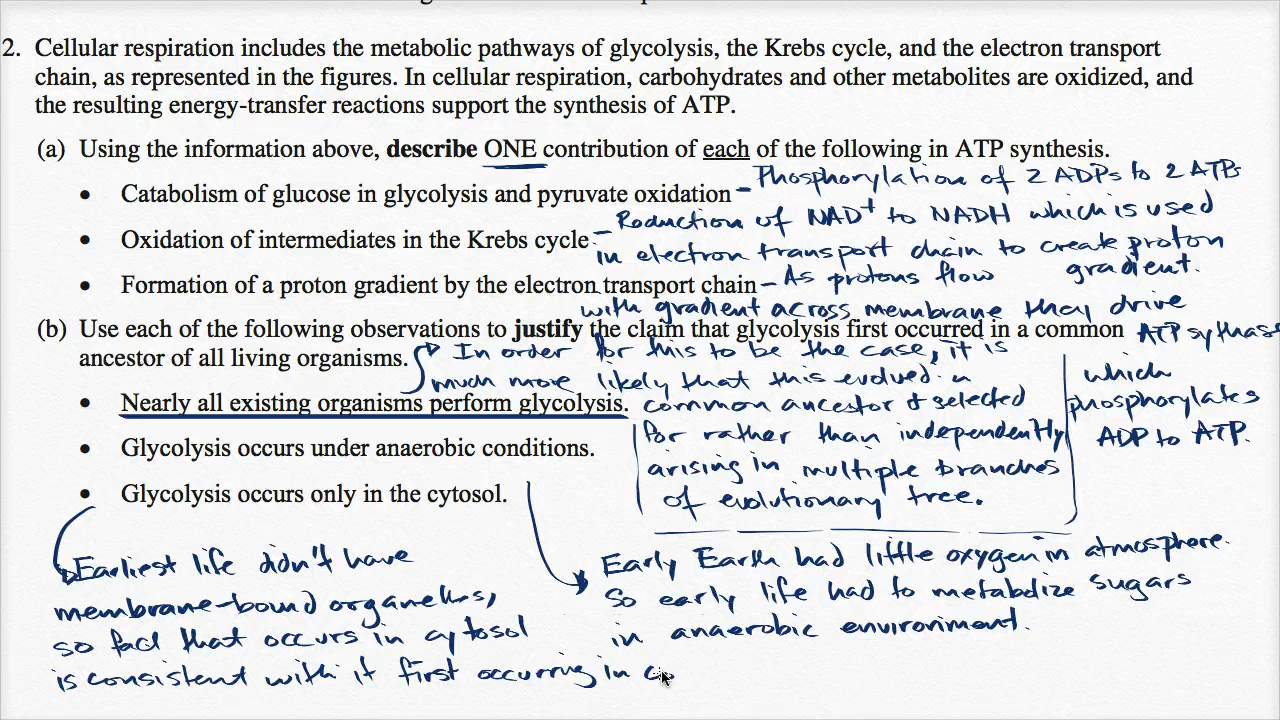 2. Cellular respiration includes the metabolic pathways of glycolysis, the Krebs cycle, and the electron transport
chain, as represented in the figures. In cellular respiration, carbohydrates and other metabolites are oxidized, and
the resulting energy-transfer reactions support the synthesis of ATP.
(a) Using the information above, describe ONE contribution of each of the following in ATP synthesis.
• Catabolism of glucose in glycolysis and pyruvate oxidation – Phosphorylation of 2 ADPs to 2 ATPs
• Oxidation of intermediates in the Krebs cycle – Reduction of NAD+ to NADH which is used
in electron transport chain to create proton
gradient.
• Formation of a proton gradient by the electron transport chain – As protons flow
with gradient across membrane they drive
ATP sythase
which
phosphorylates
ADP to ATP.
(b) Use each of the following observations to justify the claim that glycolysis first occurred in a common
ancestor of all living organisms.
In order for this to be the case, it is
much more likely that this evolved in a
• Nearly all existing organisms perform glycolysis.
common ancestor & selected
for rather than independently
arising in multiple branches
of evolutionary tree.
• Glycolysis occurs under anaerobic conditions.
• Glycolysis occurs only in the cytosol.
Early Earth had little oxygen in atmosphere.
So early life had to metabolize sugars
in anaerobic environment.
Earliest life didn't have
membrane-bound organelles,
so fact that occurs in cytosol
is consistent with it first occurring in